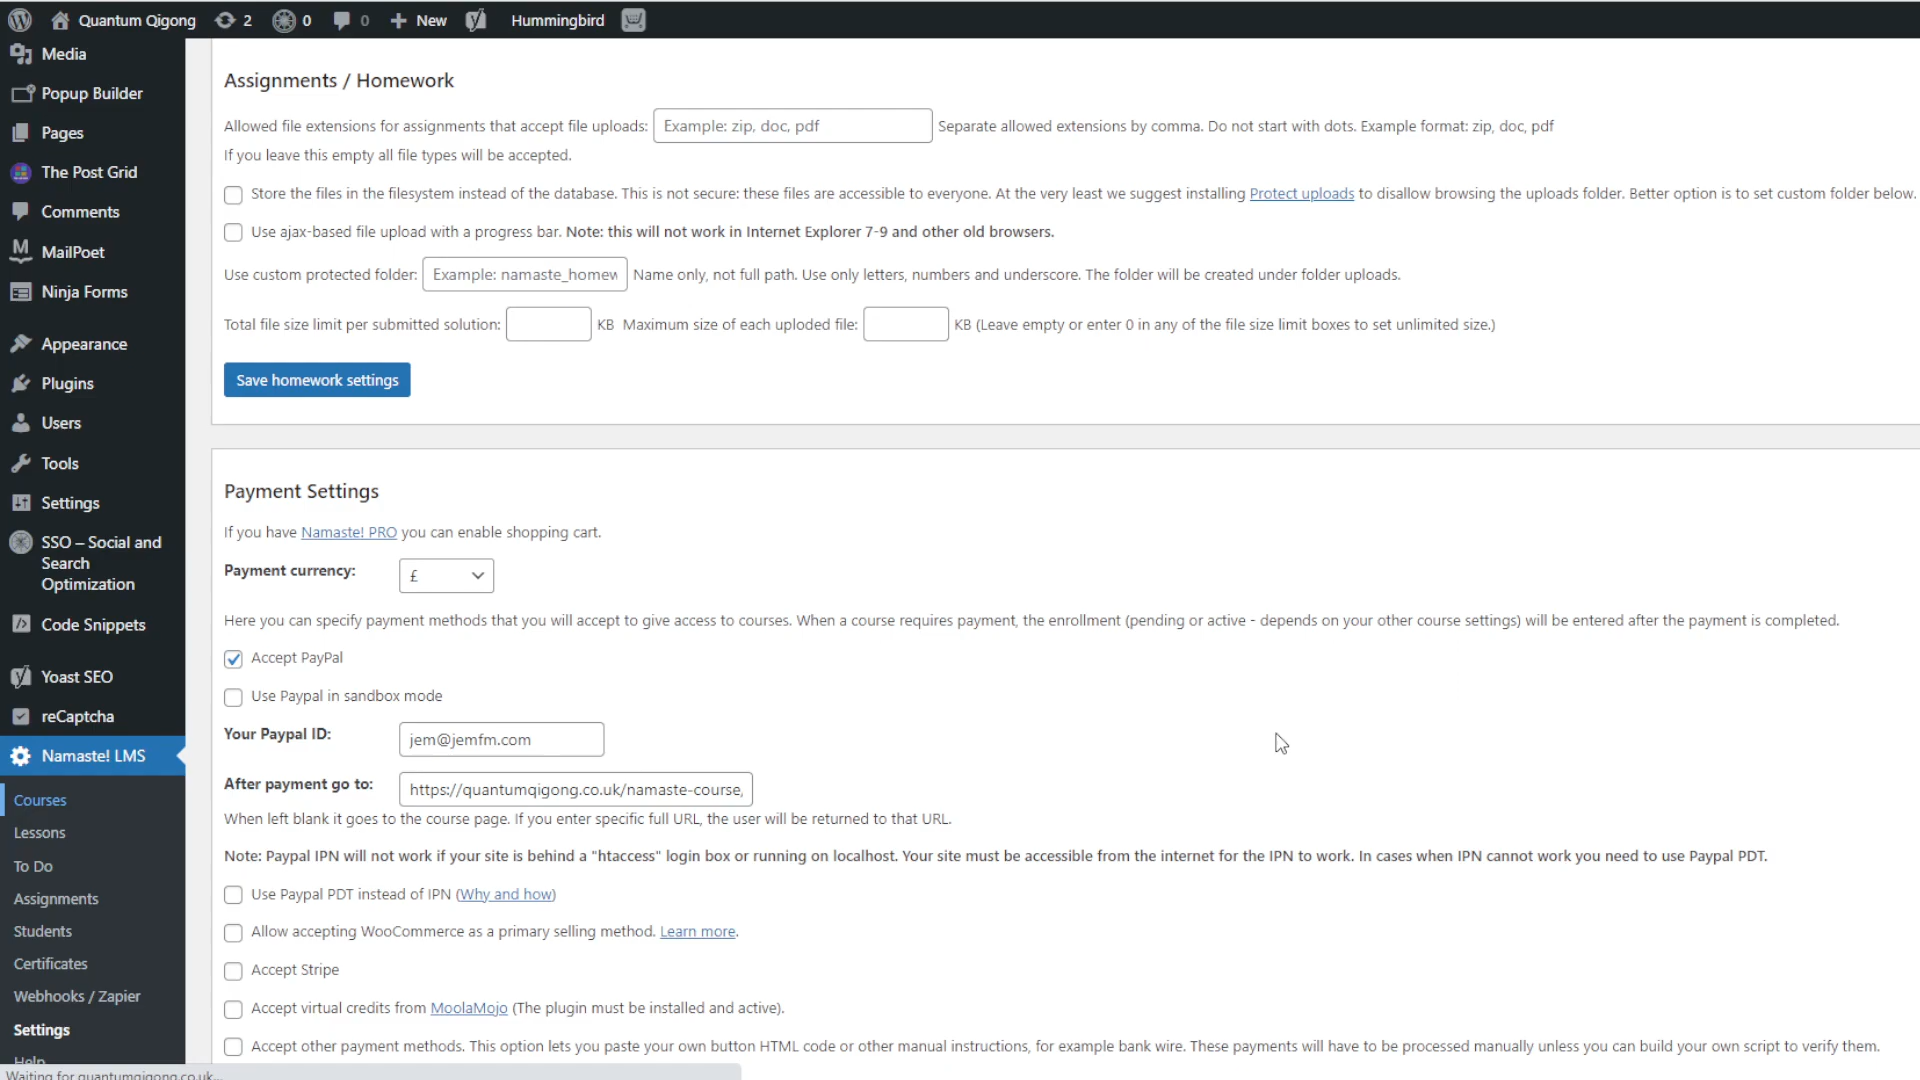 Quantum Qigong 2 0 0 New Hummingbird
Media
Popup Builder
Pages
The Post Grid
Comments
MailPoet
Ninja Forms
Appearance
Plugins
Users
Tools
Settings
SSO – Social and
Search
Optimization
Code Snippets
Yoast SEO
reCaptcha
Namaste! LMS
Courses
Lessons
To Do
Assignments
Students
Certificates
Webhooks / Zapier
Settings
Help
Waiting for quantumqigong.co.uk...
Assignments / Homework
Allowed file extensions for assignments that accept file uploads: Example: zip, doc, pdf Separate allowed extensions by comma. Do not start with dots. Example format: zip, doc, pdf
If you leave this empty all file types will be accepted.
Store the files in the filesystem instead of the database. This is not secure: these files are accessible to everyone. At the very least we suggest installing Protect uploads to disallow browsing the uploads folder. Better option is to set custom folder below.
Use ajax-based file upload with a progress bar. Note: this will not work in Internet Explorer 7-9 and other old browsers.
Use custom protected folder: Example: namaste_homew Name only, not full path. Use only letters, numbers and underscore. The folder will be created under folder uploads.
Total file size limit per submitted solution: KB Maximum size of each uploded file: KB (Leave empty or enter 0 in any of the file size limit boxes to set unlimited size.)
Save homework settings
Payment Settings
If you have Namaste! PRO you can enable shopping cart.
Payment currency: £
Here you can specify payment methods that you will accept to give access to courses. When a course requires payment, the enrollment (pending or active - depends on your other course settings) will be entered after the payment is completed.
Accept PayPal
Use Paypal in sandbox mode
Your Paypal ID: jem@jemfm.com
After payment go to: https://quantumqigong.co.uk/namaste-course,
When left blank it goes to the course page. If you enter specific full URL, the user will be returned to that URL.
Note: Paypal IPN will not work if your site is behind a "htaccess" login box or running on localhost. Your site must be accessible from the internet for the IPN to work. In cases when IPN cannot work you need to use Paypal PDT.
Use Paypal PDT instead of IPN (Why and how)
Allow accepting WooCommerce as a primary selling method. Learn more.
Accept Stripe
Accept virtual credits from MoolaMojo (The plugin must be installed and active).
Accept other payment methods. This option lets you paste your own button HTML code or other manual instructions, for example bank wire. These payments will have to be processed manually unless you can build your own script to verify them.